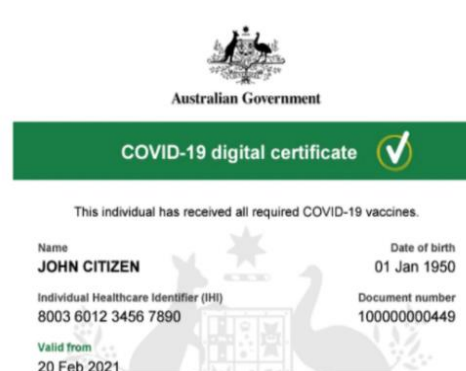 Australian Government
COVID-19 digital certificate
This individual has received all required COVID-19 vaccines.
Name
Date of birth
JOHN CITIZEN
01 Jan 1950
Individual Healthcare Identifier (IHI)
Document number
8003 6012 3456 7890
100000000449
Valid from
20 Feb 2021